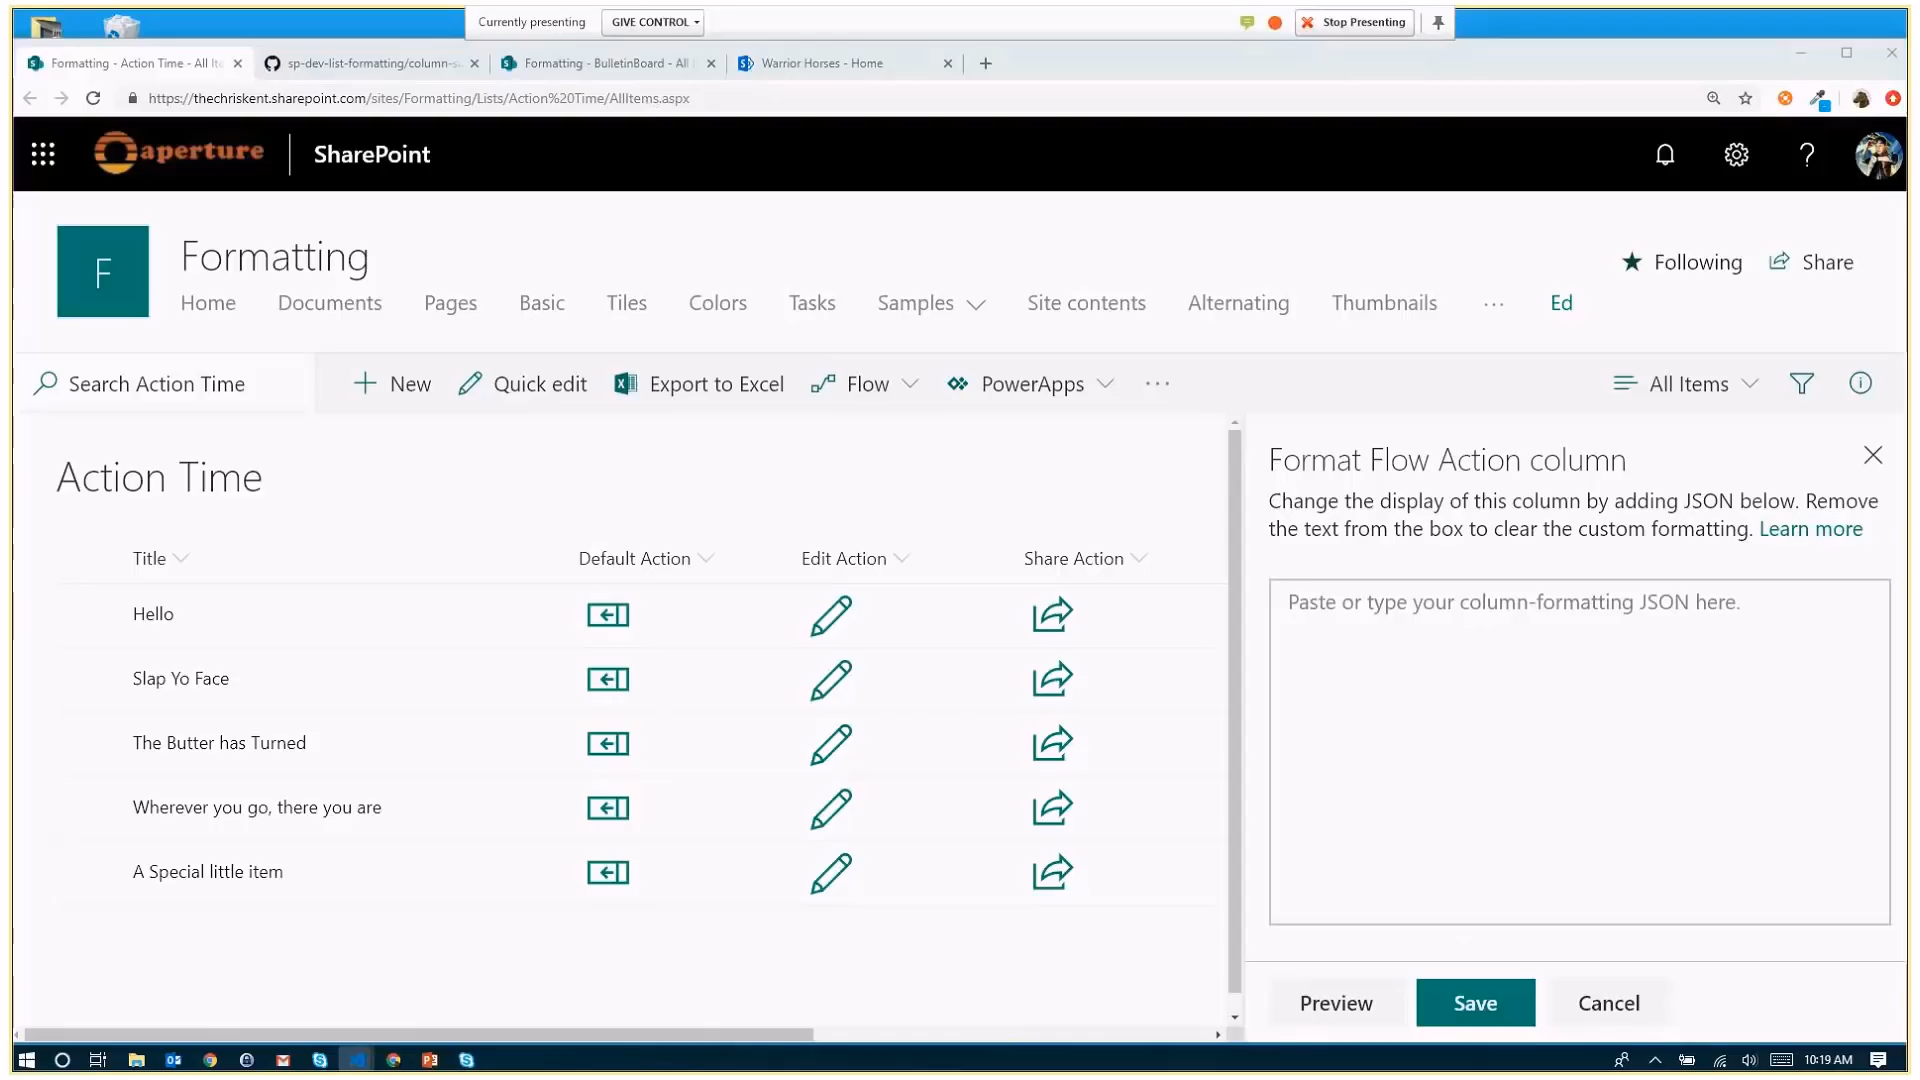 Currently presenting GIVE CONTROL Stop Presenting
Formatting - Action Time - All Ite sp-dev-list-formatting/column-s Formatting - BulletinBoard - All Warrior Horses - Home
https://thechriskent.sharepoint.com/sites/Formatting/Lists/Action%20Time/AllItems.aspx
aperture SharePoint ?
F
Formatting
Following Share
Home Documents Pages Basic Tiles Colors Tasks Samples Site contents Alternating Thumbnails ... Ed
Search Action Time New Quick edit Export to Excel Flow PowerApps ... All Items
Action Time
Title Default Action Edit Action Share Action
Hello
Slap Yo Face
The Butter has Turned
Wherever you go, there you are
A Special little item
Format Flow Action column
Change the display of this column by adding JSON below. Remove
the text from the box to clear the custom formatting. Learn more
Paste or type your column-formatting JSON here.
Preview Save Cancel
10:19 AM